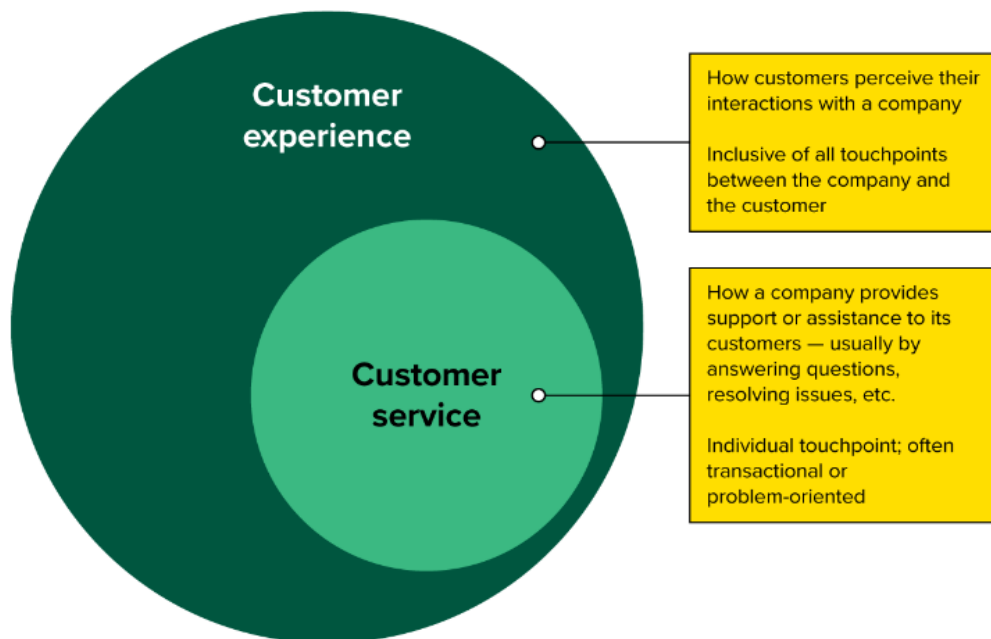 Customer
experience
How customers perceive their
interactions with a company
Inclusive of all touchpoints
between the company and
the customer
Customer
service
How a company provides
support or assistance to its
customers — usually by
answering questions,
resolving issues, etc.
Individual touchpoint; often
transactional or
problem-oriented